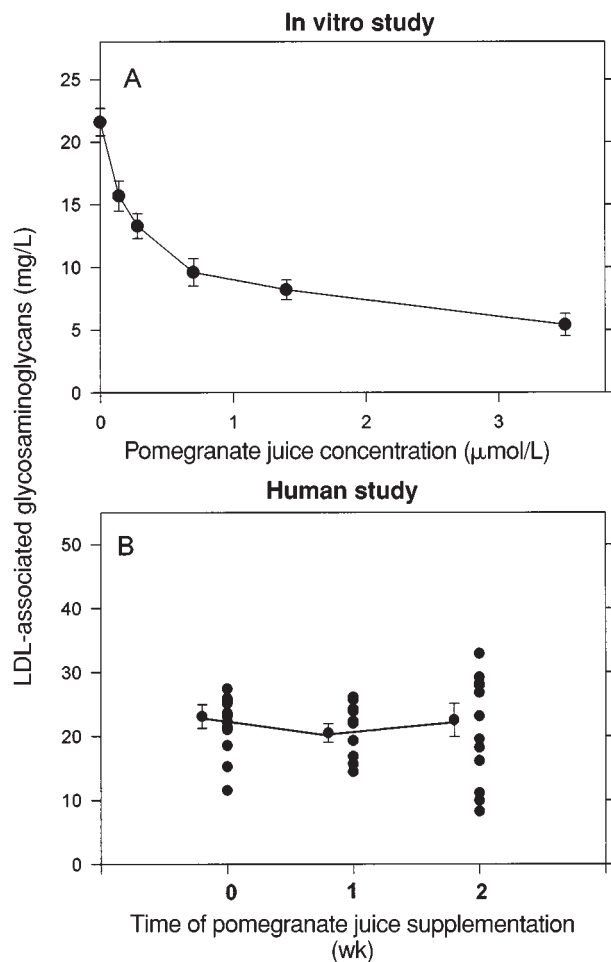 In vitro study
A
25
20
15
10
5
0
0 1 2 3
Pomegranate juice concentration (μmol/L)
LDL-associated glycosaminoglycans (mg/L)
Human study
B
50
40
30
20
10
0
0 1 2
Time of pomegranate juice supplementation
(wk)